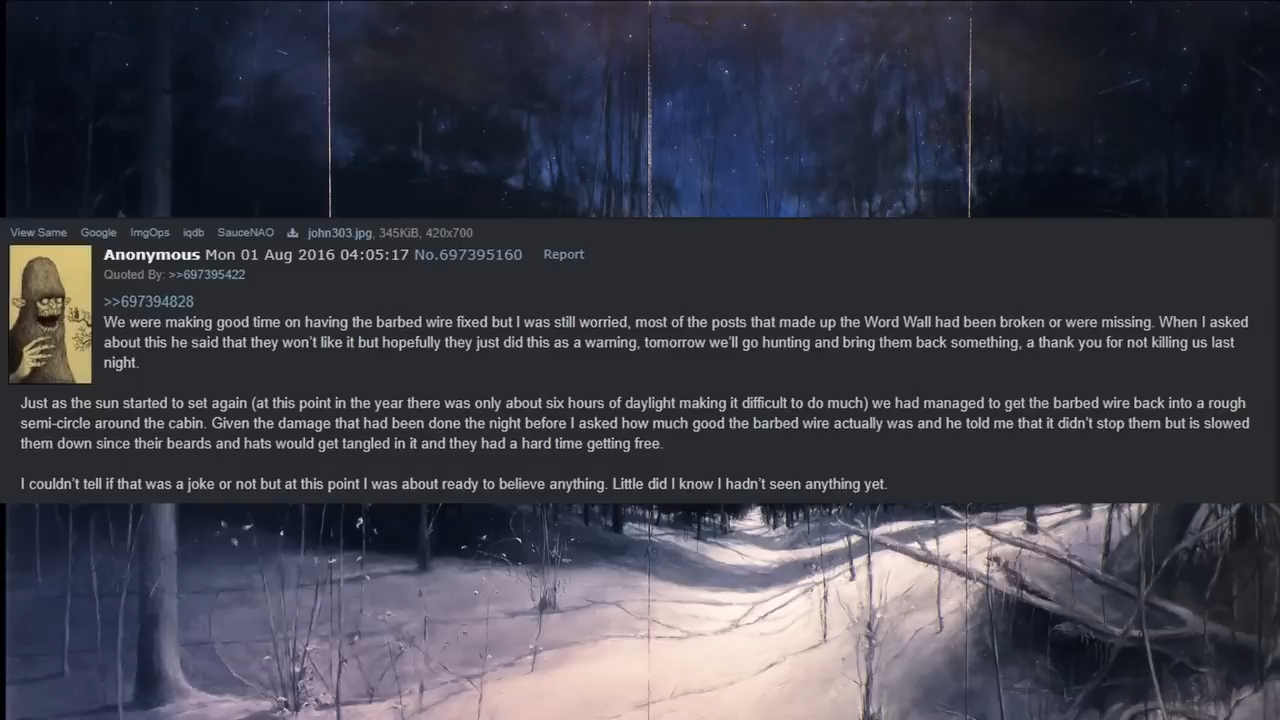 View Same Google ImgOps iqdb SauceNAO john303.jpg, 345KiB, 420x700
Anonymous Mon 01 Aug 2016 04:05:17 No.697395160 Report
Quoted By: >>697395422
>>697394828
We were making good time on having the barbed wire fixed but I was still worried, most of the posts that made up the Word Wall had been broken or were missing. When I asked
about this he said that they won't like it but hopefully they just did this as a warning, tomorrow we'll go hunting and bring them back something, a thank you for not killing us last
night.
Just as the sun started to set again (at this point in the year there was only about six hours of daylight making it difficult to do much) we had managed to get the barbed wire back into a rough
semi-circle around the cabin. Given the damage that had been done the night before I asked how much good the barbed wire actually was and he told me that it didn't stop them but is slowed
them down since their beards and hats would get tangled in it and they had a hard time getting free.
I couldn't tell if that was a joke or not but at this point I was about ready to believe anything. Little did I know I hadn't seen anything yet.